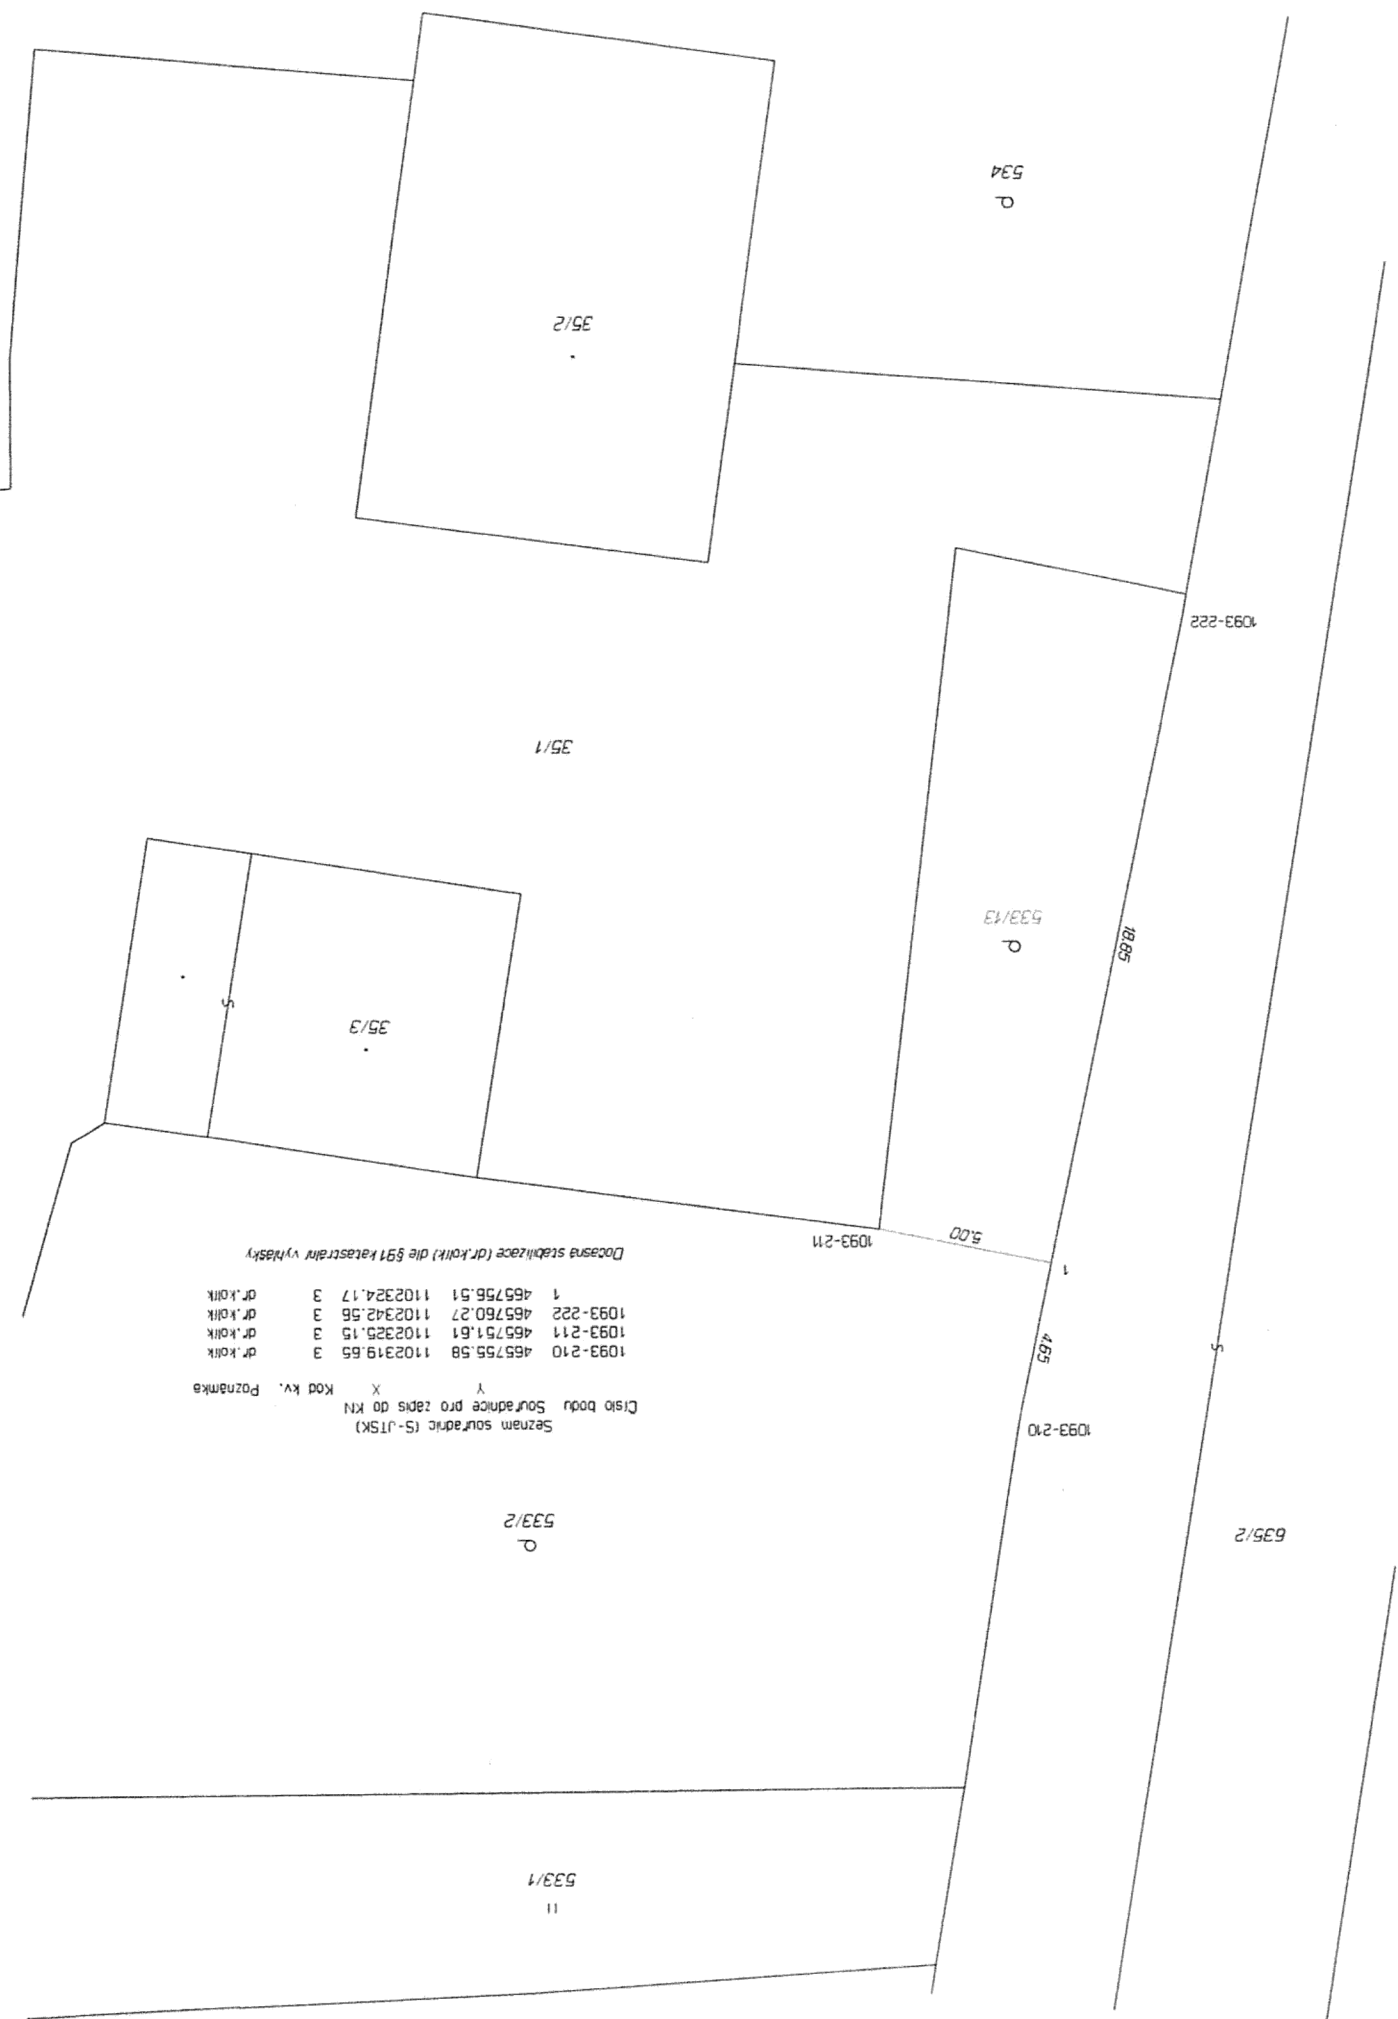 533/1
533/2
635/2
Seznam souřadnic (S-JTSK)
Číslo bodu Souřadnice pro zápis do KN
Y X Kód kv. Poznámka
1093-210 465755.58 1102319.65 3 dr.kolík
1093-211 465751.61 1102325.15 3 dr.kolík
1093-222 465760.27 1102342.56 3 dr.kolík
1 465756.51 1102324.17 3 dr.kolík
Dočasná stabilizace (dr.kolík) dle §91 katastrální vyhlášky
1093-210
4.65
1
5.00
1093-211
35/3
533/13
18.85
35/1
1093-222
35/2
534